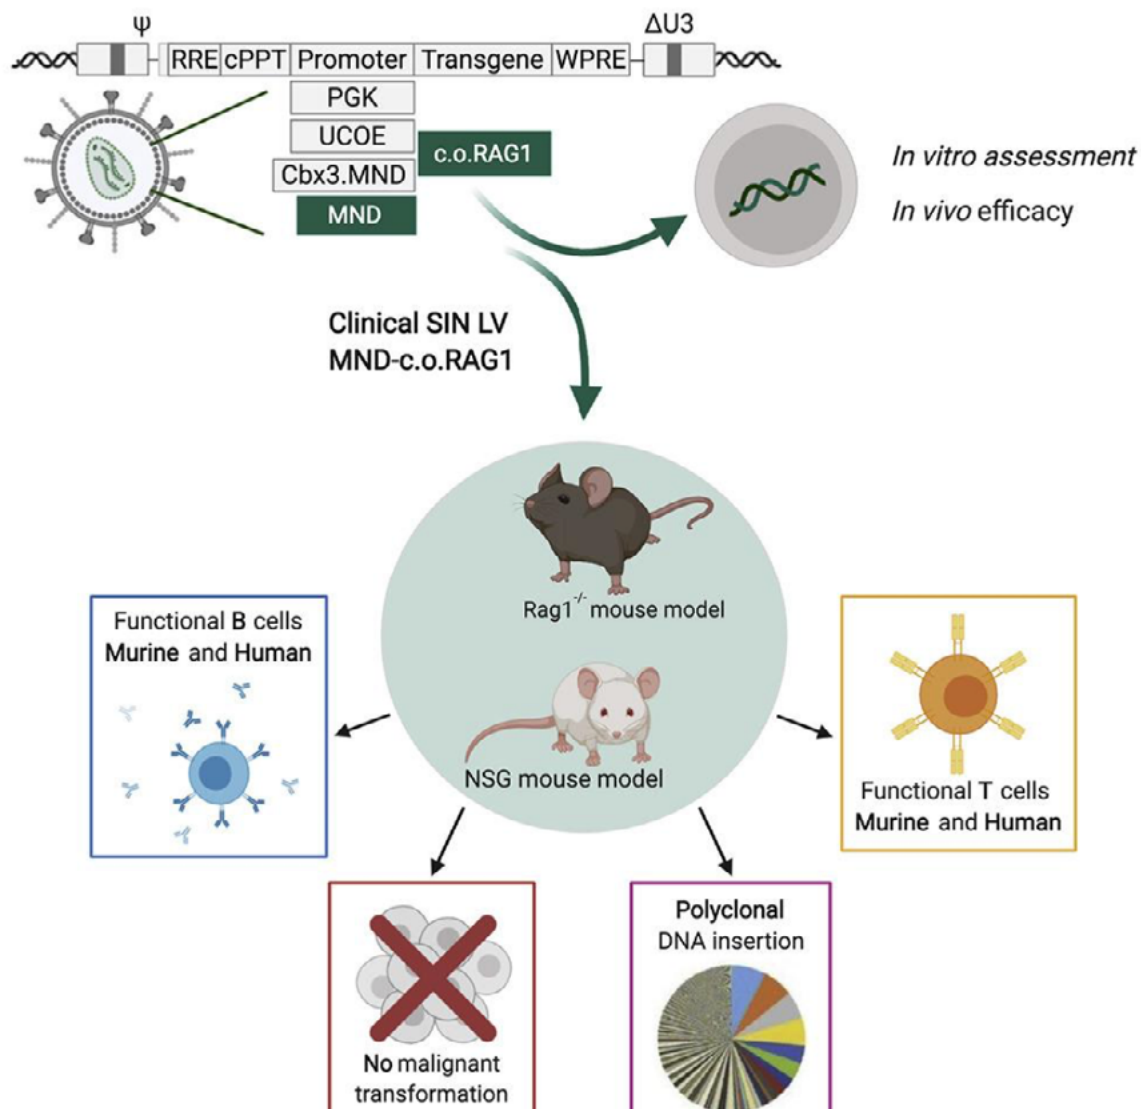 ψ
ΔU3
RRE cPPT Promoter Transgene WPRE
PGK
UCOE
Cbx3.MND
MND
c.o.RAG1
In vitro assessment
In vivo efficacy
Clinical SIN LV
MND-c.o.RAG1
Rag1-/- mouse model
NSG mouse model
Functional B cells
Murine and Human
Functional T cells
Murine and Human
No malignant
transformation
Polyclonal
DNA insertion